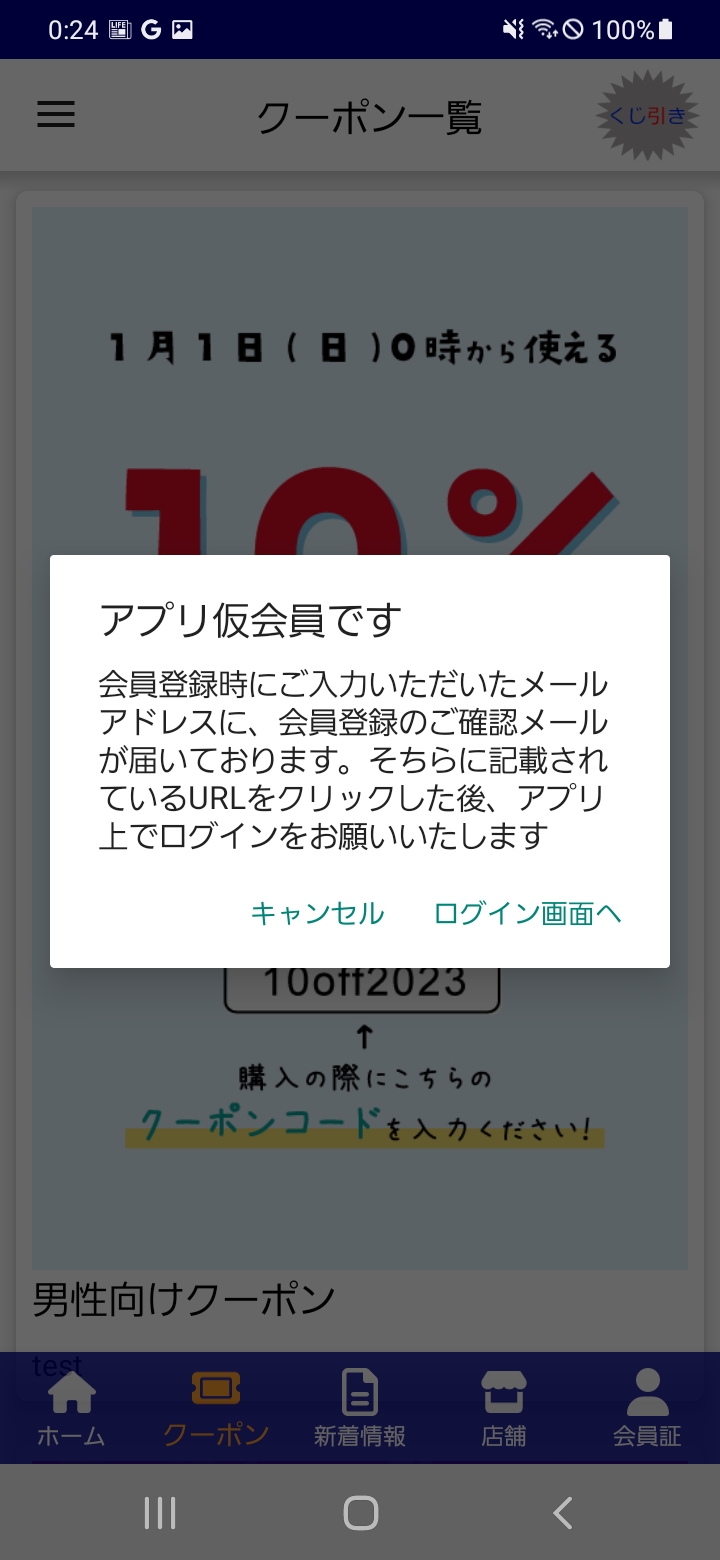 0:24
100%
クーポン一覧
くじ引き
1月1日(日)0時から使える
10%
アプリ仮会員です
会員登録時にご入力いただいたメール
アドレスに、会員登録のご確認メール
が届いております。そちらに記載され
ているURLをクリックした後、アプリ
上でログインをお願いいたします
キャンセル
ログイン画面へ
10off2023
↑
購入の際にこちらの
クーポンコードを入力ください!
男性向けクーポン
test
ホーム
クーポン
新着情報
店舗
会員証